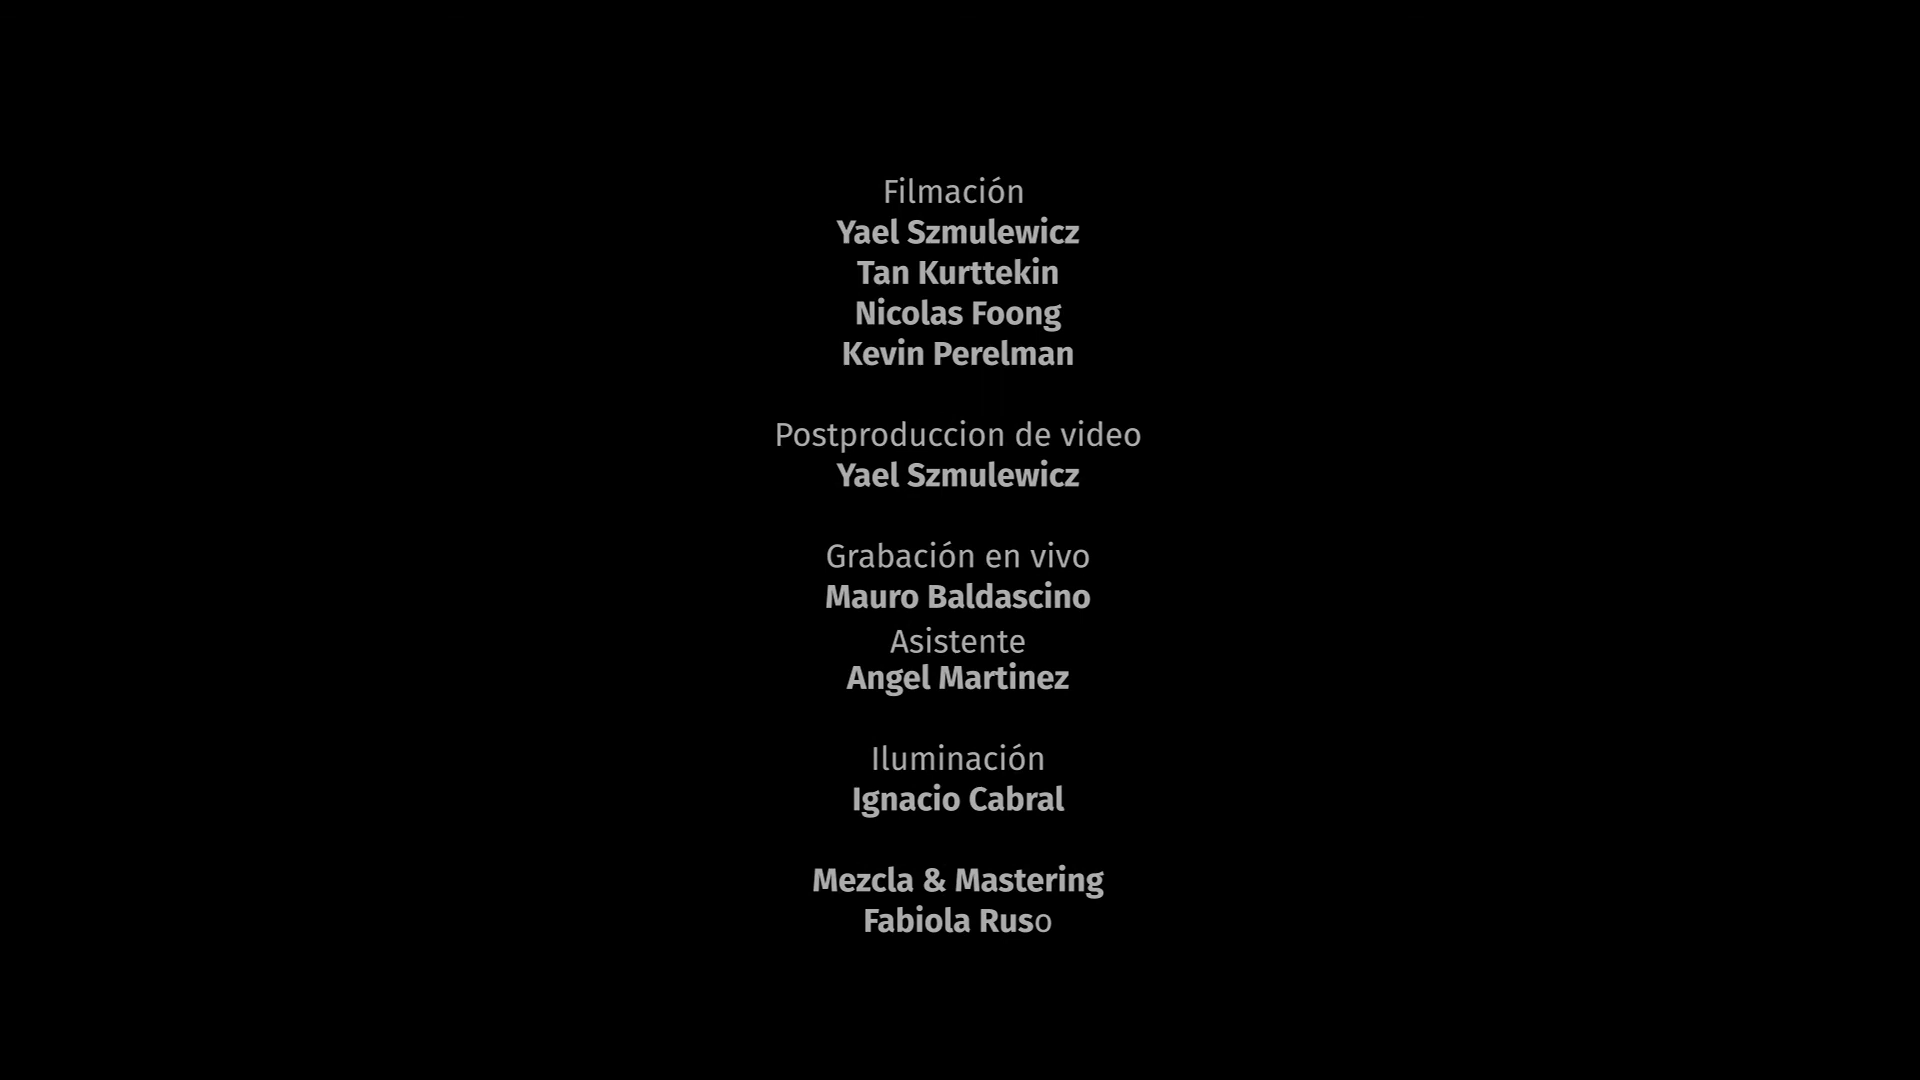 Filmación
Yael Szmulewicz
Tan Kurttekin
Nicolas Foong
Kevin Perelman
Postproduccion de video
Yael Szmulewicz
Grabación en vivo
Mauro Baldascino
Asistente
Angel Martinez
Iluminación
Ignacio Cabral
Mezcla & Mastering
Fabiola Ruso